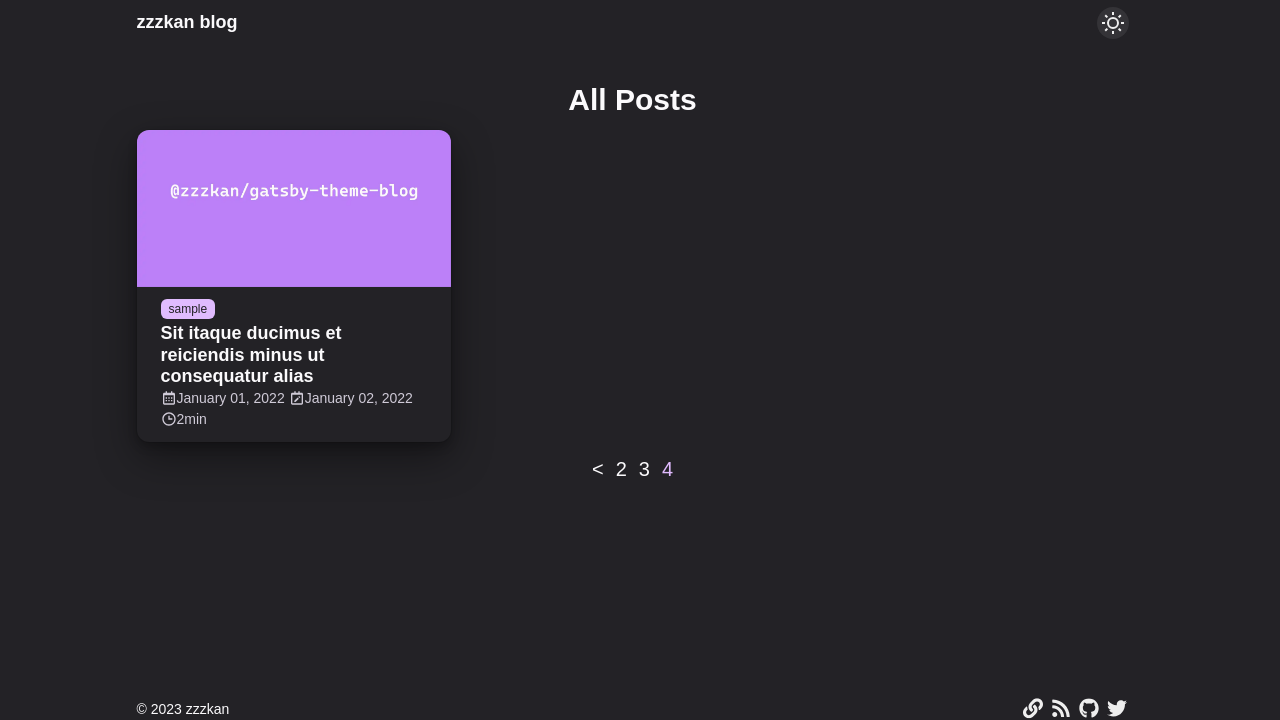 zzzkan blog
All Posts
@zzzkan/gatsby-theme-blog
sample
Sit itaque ducimus et
reiciendis minus ut
consequatur alias
January 01, 2022 January 02, 2022
2min
< 2 3 4
© 2023 zzzkan